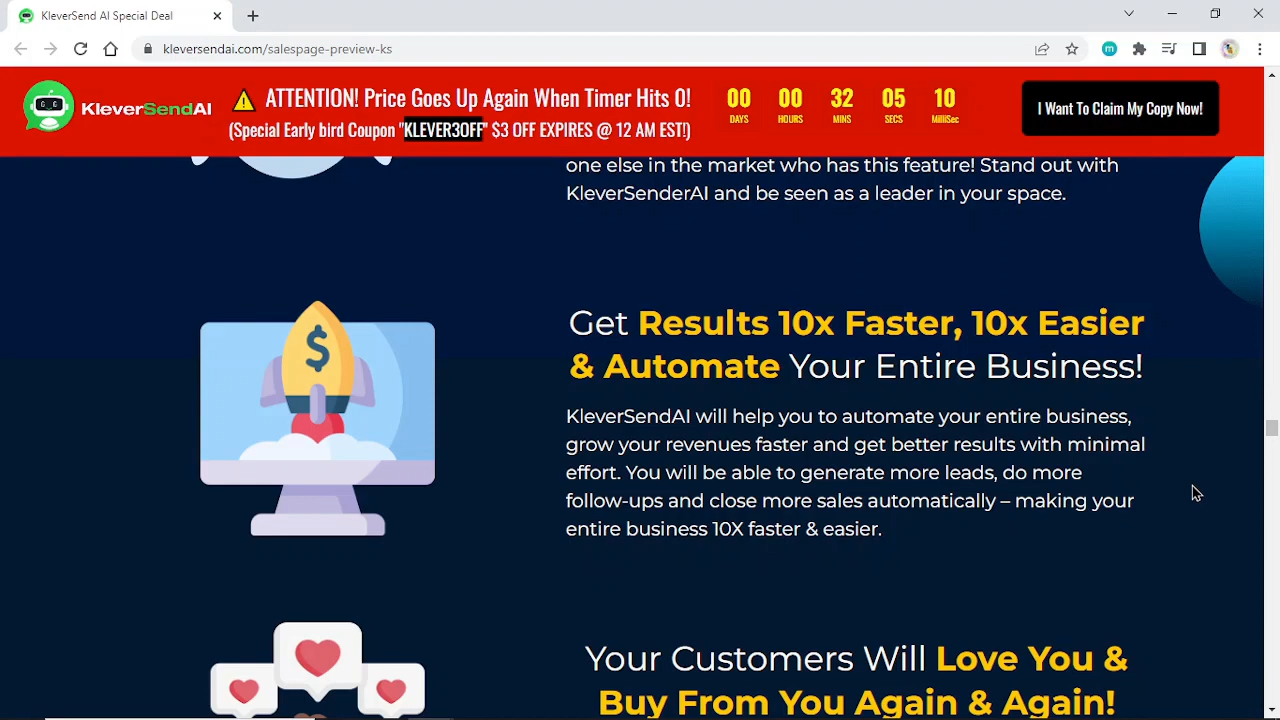 KleverSend AI Special Deal
kleversendai.com/salespage-preview-ks
m
KleverSendAI
ATTENTION! Price Goes Up Again When Timer Hits 0!
(Special Early bird Coupon "KLEVER3OFF" $3 OFF EXPIRES @ 12 AM EST!)
00 00 32 05 10
DAYS HOURS MINS SECS MilliSec
I Want To Claim My Copy Now!
one else in the market who has this feature! Stand out with
KleverSenderAI and be seen as a leader in your space.
$
Get Results 10x Faster, 10x Easier
& Automate Your Entire Business!
KleverSendAI will help you to automate your entire business,
grow your revenues faster and get better results with minimal
effort. You will be able to generate more leads, do more
follow-ups and close more sales automatically – making your
entire business 10X faster & easier.
Your Customers Will Love You &
Buy From You Again & Again!